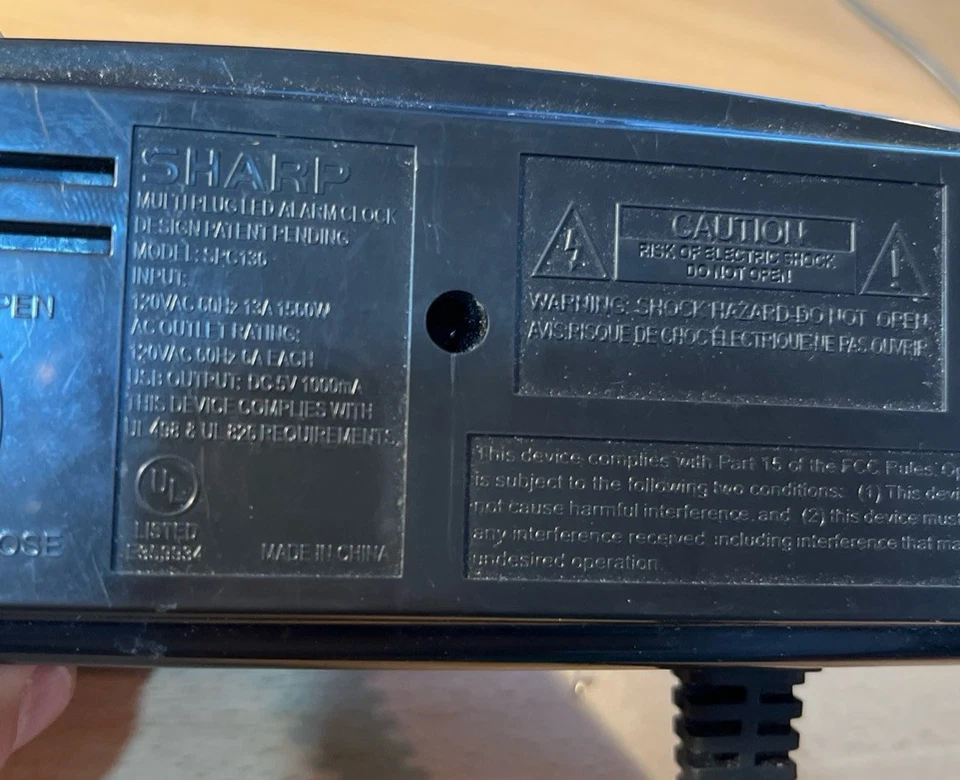 SHARP
MULTI PLUG LED ALARM CLOCK
DESIGN PATENT PENDING
MODEL: SPC136
INPUT:
120VAC 60Hz 13A 1560W
AC OUTLET RATING:
120VAC 60Hz 6A EACH
USB OUTPUT: DC 5V 1000mA
THIS DEVICE COMPLIES WITH
UL 498 & UL 826 REQUIREMENTS
UL
LISTED
MADE IN CHINA
PEN
OSE
CAUTION
RISK OF ELECTRIC SHOCK
DO NOT OPEN
WARNING: SHOCK HAZARD-DO NOT OPEN
AVIS:RISQUE DE CHOC ÉLECTRIQUE-NE PAS OUVRIR
This device complies with Part 15 of the FCC Rules. Op
is subject to the following two conditions: (1) This devi
not cause harmful interference, and (2) this device must
any interference received, including interference that ma
undesired operation.